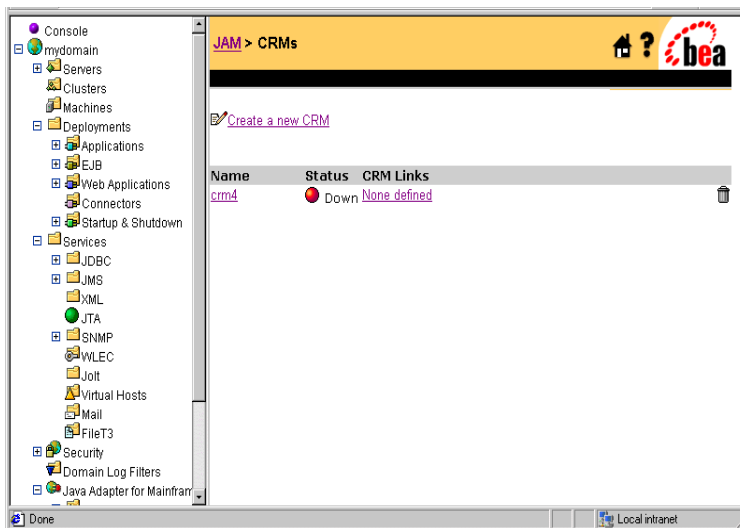 Console
mydomain
Servers
Clusters
Machines
Deployments
Applications
EJB
Web Applications
Connectors
Startup & Shutdown
Services
JDBC
JMS
XML
JTA
SNMP
WLEC
Jolt
Virtual Hosts
Mail
FileT3
Security
Domain Log Filters
Java Adapter for Mainfram
JAM > CRMs
?
bea
Create a new CRM
Name Status CRM Links
crm4 Down None defined
Done
Local intranet